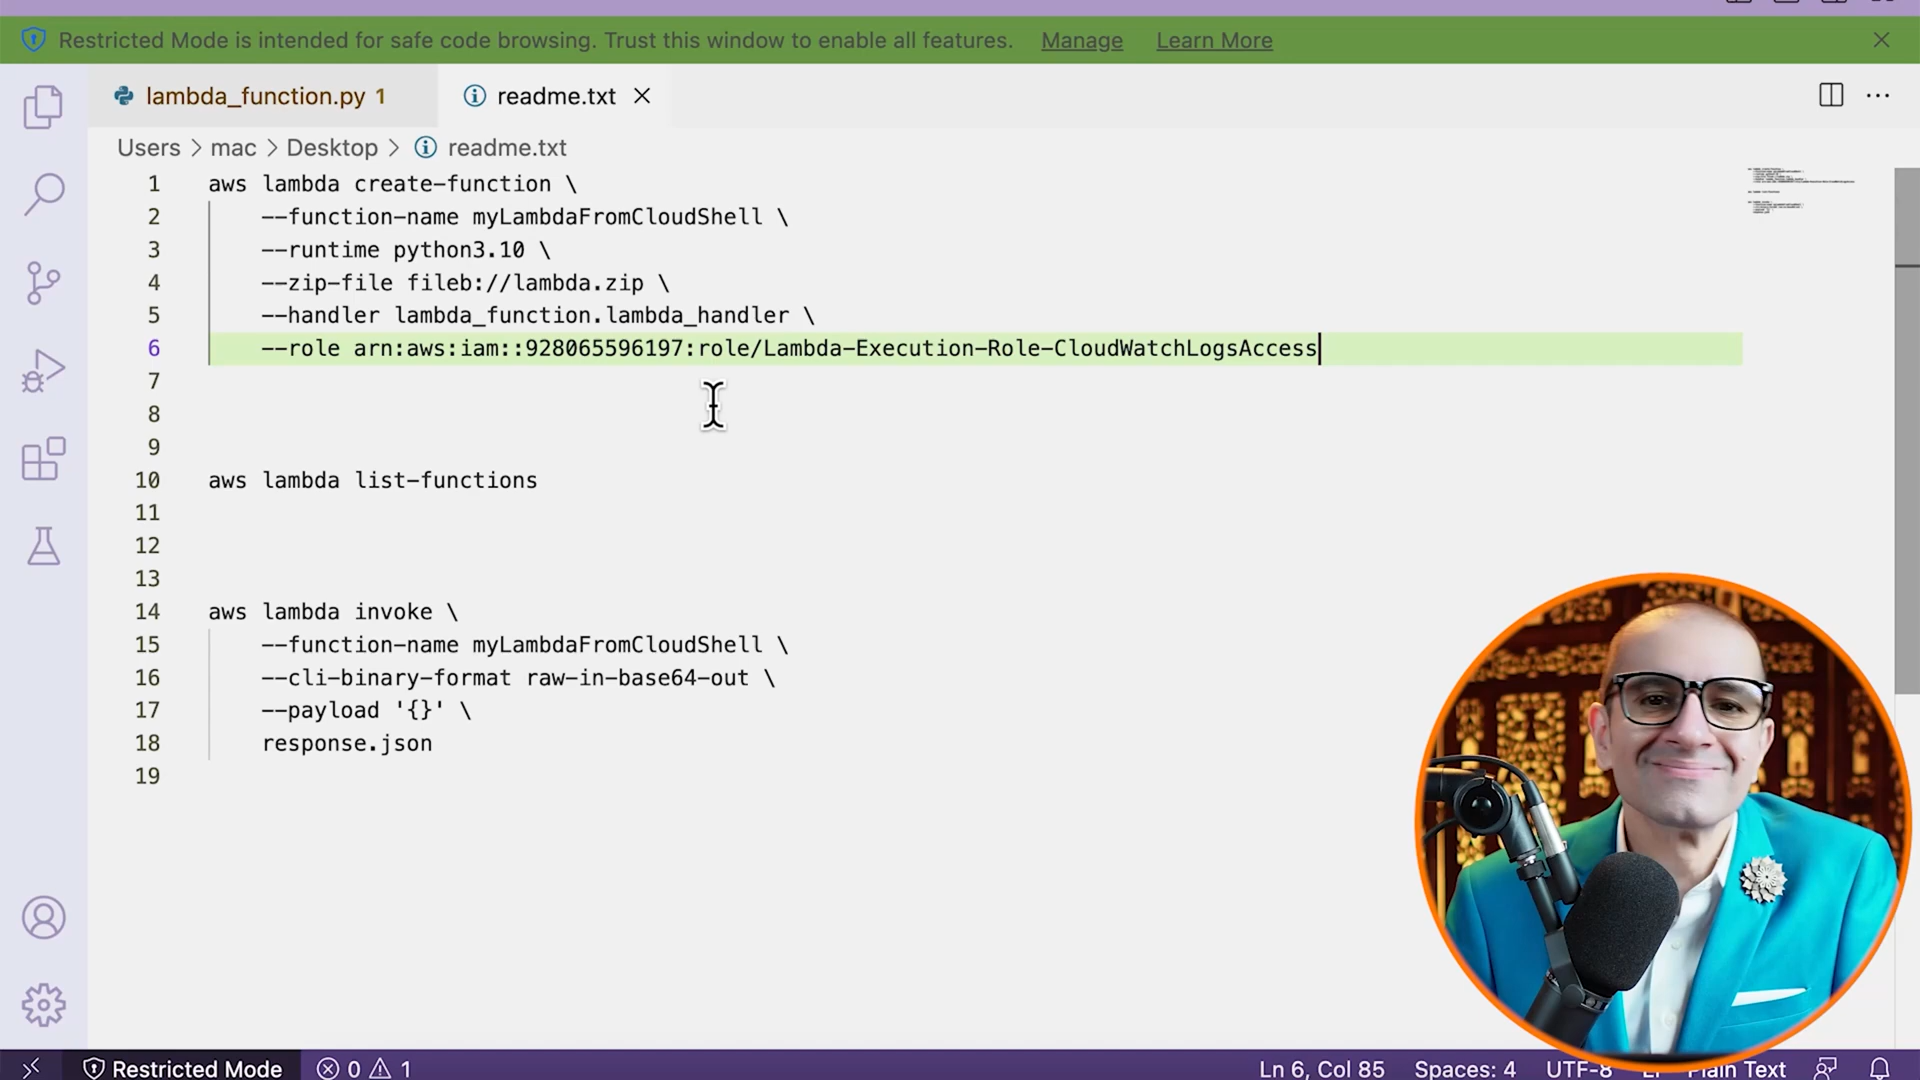 Restricted Mode is intended for safe code browsing. Trust this window to enable all features. Manage Learn More
lambda_function.py 1 readme.txt
Users > mac > Desktop > readme.txt
1 aws lambda create-function \
2 --function-name myLambdaFromCloudShell \
3 --runtime python3.10 \
4 --zip-file fileb://lambda.zip \
5 --handler lambda_function.lambda_handler \
6 --role arn:aws:iam::928065596197:role/Lambda-Execution-Role-CloudWatchLogsAccess
7
8
9
10 aws lambda list-functions
11
12
13
14 aws lambda invoke \
15 --function-name myLambdaFromCloudShell \
16 --cli-binary-format raw-in-base64-out \
17 --payload '{}' \
18 response.json
19
Restricted Mode 0 1 Ln 6, Col 85 Spaces: 4 UTF-8 Plain Text